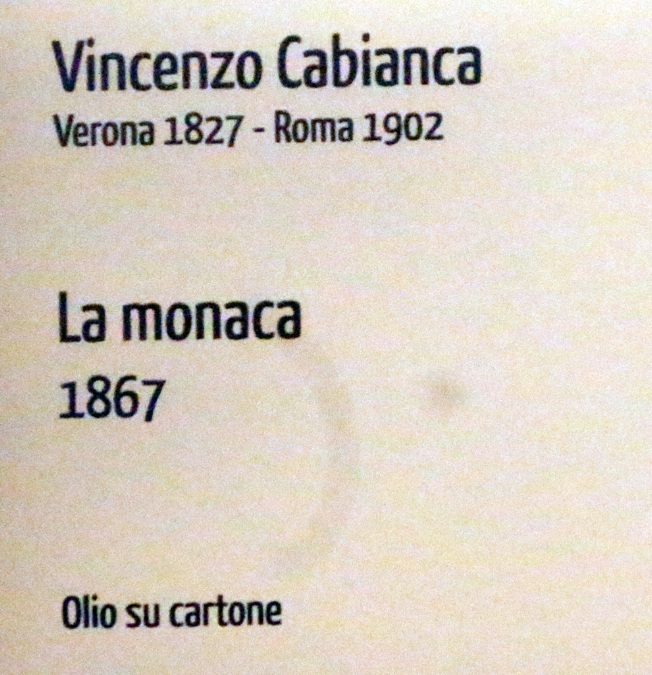 Vincenzo Cabianca
Verona 1827 - Roma 1902
La monaca
1867
Olio su cartone